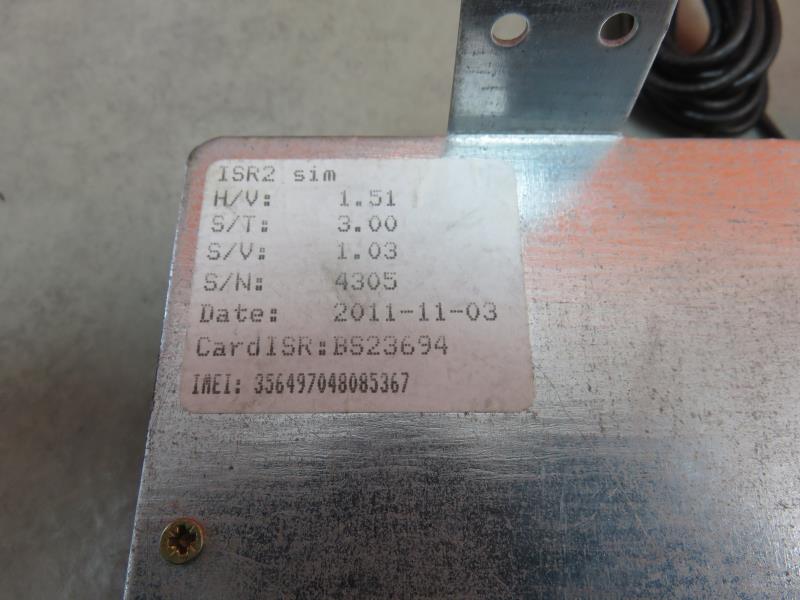 ISR2 sim
H/V: 1.51
S/T: 3.00
S/V: 1.03
S/N: 4305
Date: 2011-11-03
CardISR:BS23694
IMEI: 356497048085367